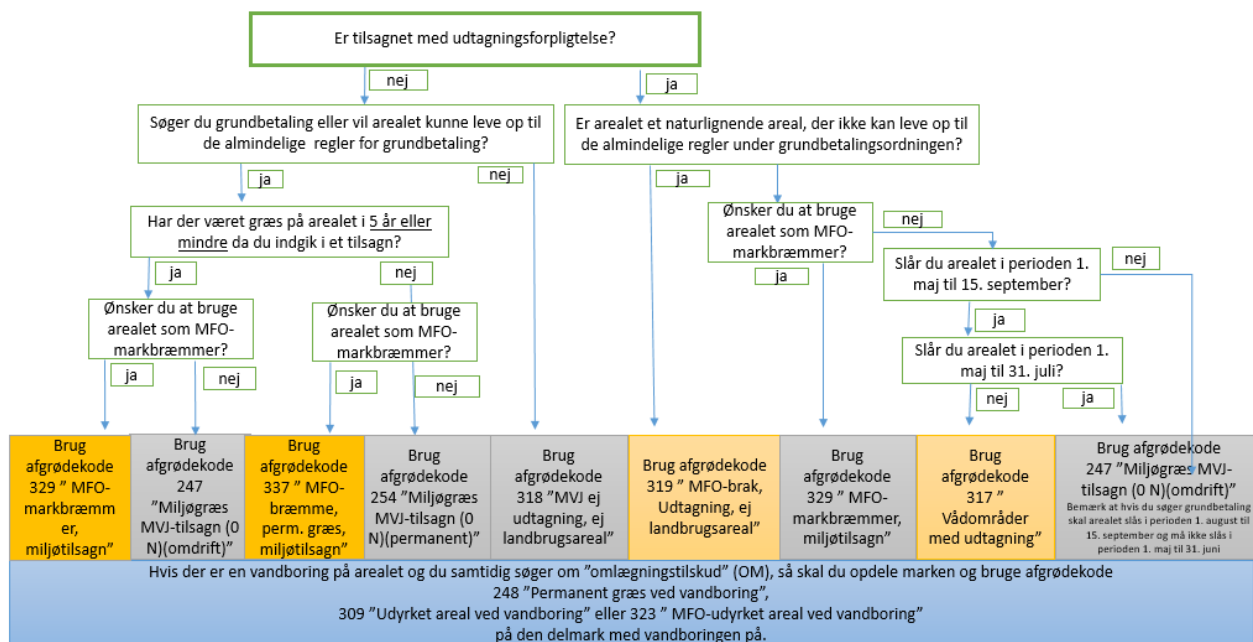 Er tilsagnet med udtagningsforpligtelse?
nej
ja
Søger du grundbetaling eller vil arealet kunne leve op til
de almindelige regler for grundbetaling?
Er arealet et naturlignende areal, der ikke kan leve op til
de almindelige regler under grundbetalingsordningen?
ja
nej
ja
Har der været græs på arealet i 5 år eller
mindre da du indgik i et tilsagn?
Ønsker du at bruge
arealet som MFO-
markbræmmer?
nej
ja
nej
ja
Slår du arealet i perioden 1.
maj til 15. september?
nej
Ønsker du at bruge
arealet som MFO-
markbræmmer?
Ønsker du at bruge
arealet som MFO-
markbræmmer?
ja
Slår du arealet i perioden 1.
maj til 31. juli?
ja
nej
ja
nej
nej
ja
Brug
afgrødekode
329 ” MFO-
markbræmm
er,
miljøtilsagn”
Brug
afgrødekode
247
”Miljøgræs
MVJ-tilsagn (0
N)(omdrift)”
Brug
afgrødekode
337 ” MFO-
bræmme,
perm. græs,
miljøtilsagn”
Brug
afgrødekode
254 ”Miljøgræs
MVJ-tilsagn (0
N)(permanent)”
Brug
afgrødekode
318 ”MVJ ej
udtagning, ej
landbrugsareal”
Brug afgrødekode
319 ” MFO-brak,
Udtagning, ej
landbrugsareal”
Brug
afgrødekode
329 ” MFO-
markbræmmer,
miljøtilsagn”
Brug
afgrødekode
317 ”
Vådområder
med udtagning”
Brug afgrødekode
247 ”Miljøgræs MVJ-
tilsagn (0 N)(omdrift)”
Bemærk at hvis du søger grundbetaling
skal arealet slås i perioden 1. august til
15. september og må ikke slås i
perioden 1. maj til 31. juni
Hvis der er en vandboring på arealet og du samtidig søger om ”omlægningstilskud” (OM), så skal du opdele marken og bruge afgrødekode
248 ”Permanent græs ved vandboring”,
309 ”Udyrket areal ved vandboring” eller 323 ” MFO-udyrket areal ved vandboring”
på den delmark med vandboringen på.